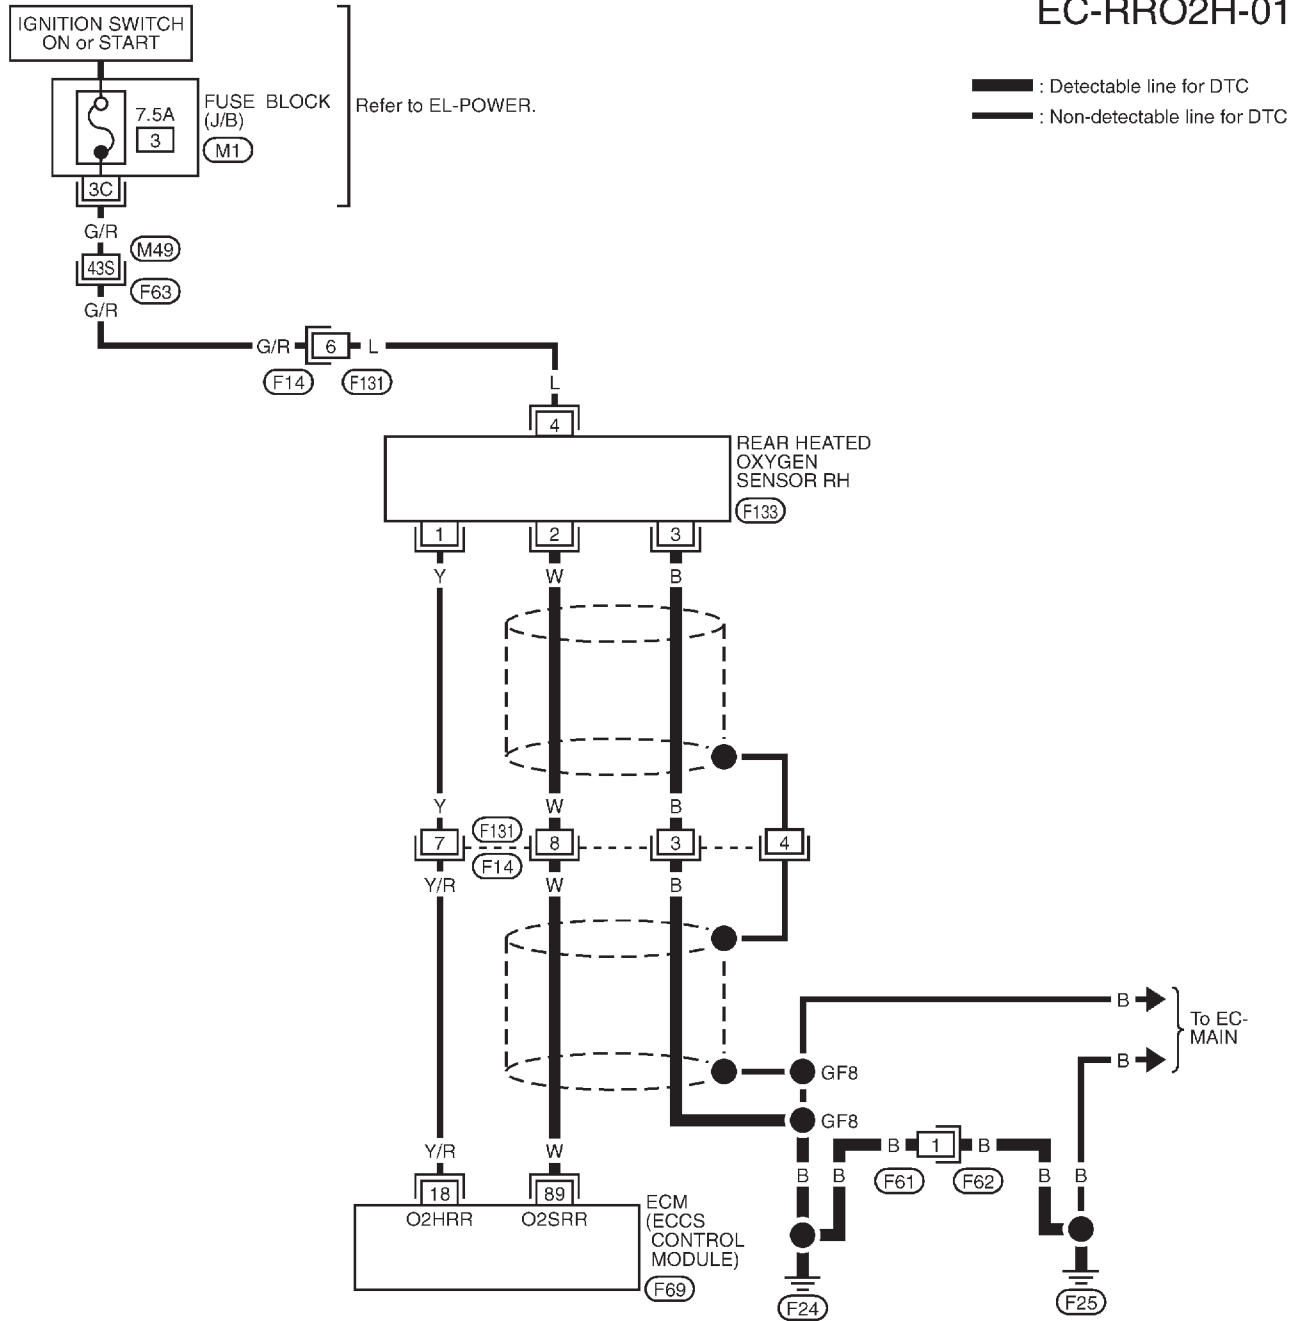 EC-RRO2H-01
IGNITION SWITCH
ON or START
: Detectable line for DTC
: Non-detectable line for DTC
7.5A
3
FUSE BLOCK
(J/B)
M1
Refer to EL-POWER.
3C
G/R
M49
43S
F63
G/R
G/R
6
L
F14
F131
L
4
REAR HEATED
OXYGEN
SENSOR RH
F133
1
2
3
Y
W
B
Y
W
B
7
F131
8
3
4
F14
Y/R
W
B
B
To EC-
MAIN
B
GF8
GF8
Y/R
W
B
1
B
B
B
B
B
F61
F62
18
89
O2HRR
O2SRR
ECM
(ECCS
CONTROL
MODULE)
F69
F24
F25